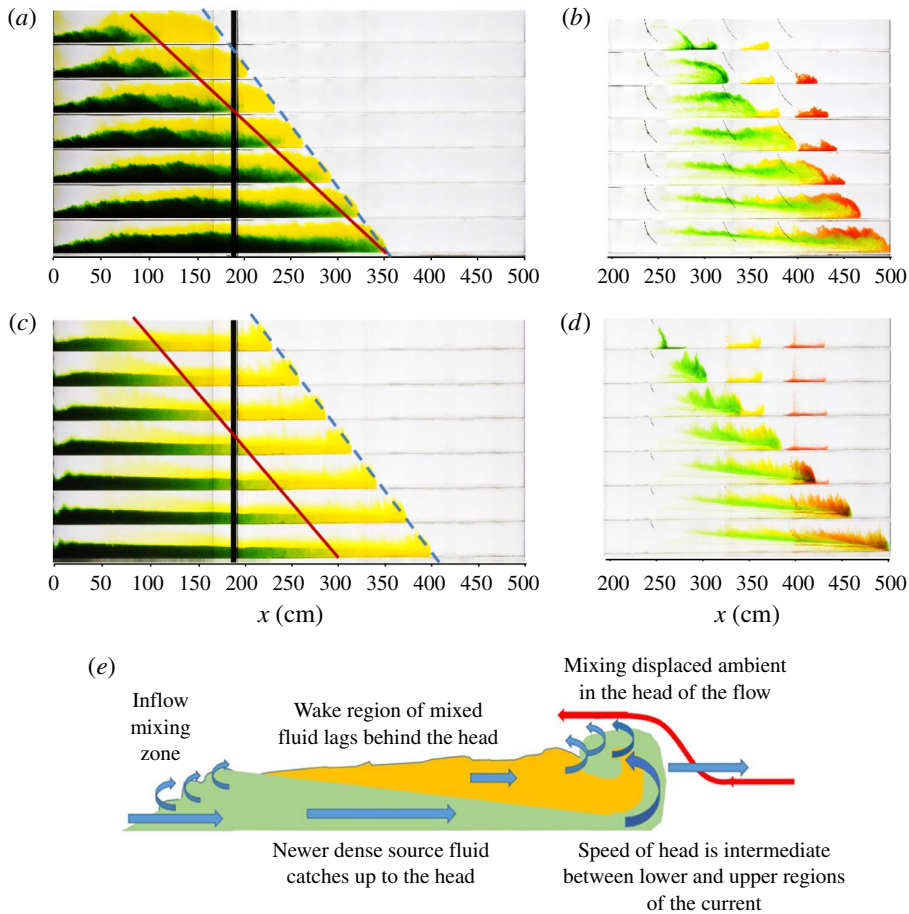 (a)
0 50 100 150 200 250 300 350 400 450 500
(b)
200 250 300 350 400 450 500
(c)
0 50 100 150 200 250 300 350 400 450 500
x (cm)
(d)
200 250 300 350 400 450 500
x (cm)
(e)
Inflow
mixing
zone
Wake region of mixed
fluid lags behind the head
Mixing displaced ambient
in the head of the flow
Newer dense source fluid
catches up to the head
Speed of head is intermediate
between lower and upper regions
of the current